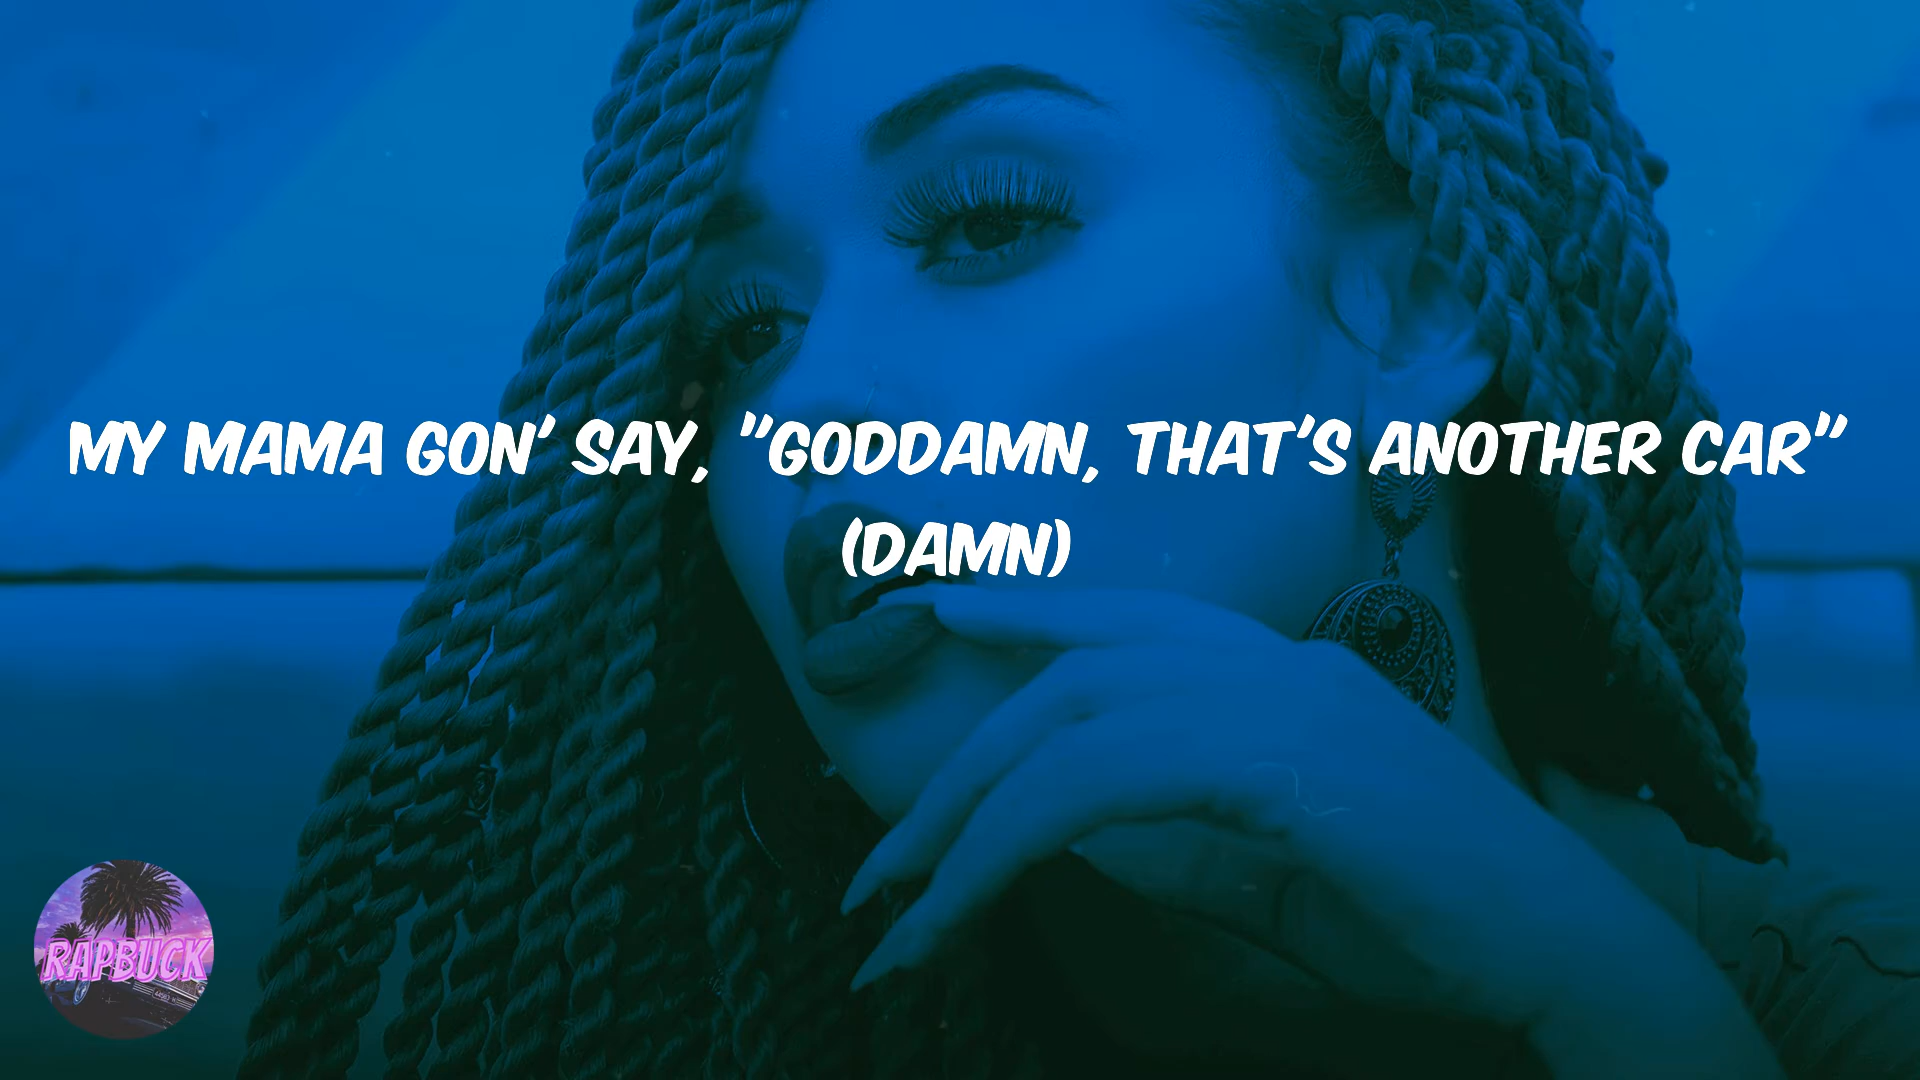 MY MAMA GON' SAY, "GODDAMN, THAT'S ANOTHER CAR"
(DAMN)
RAPBUCK